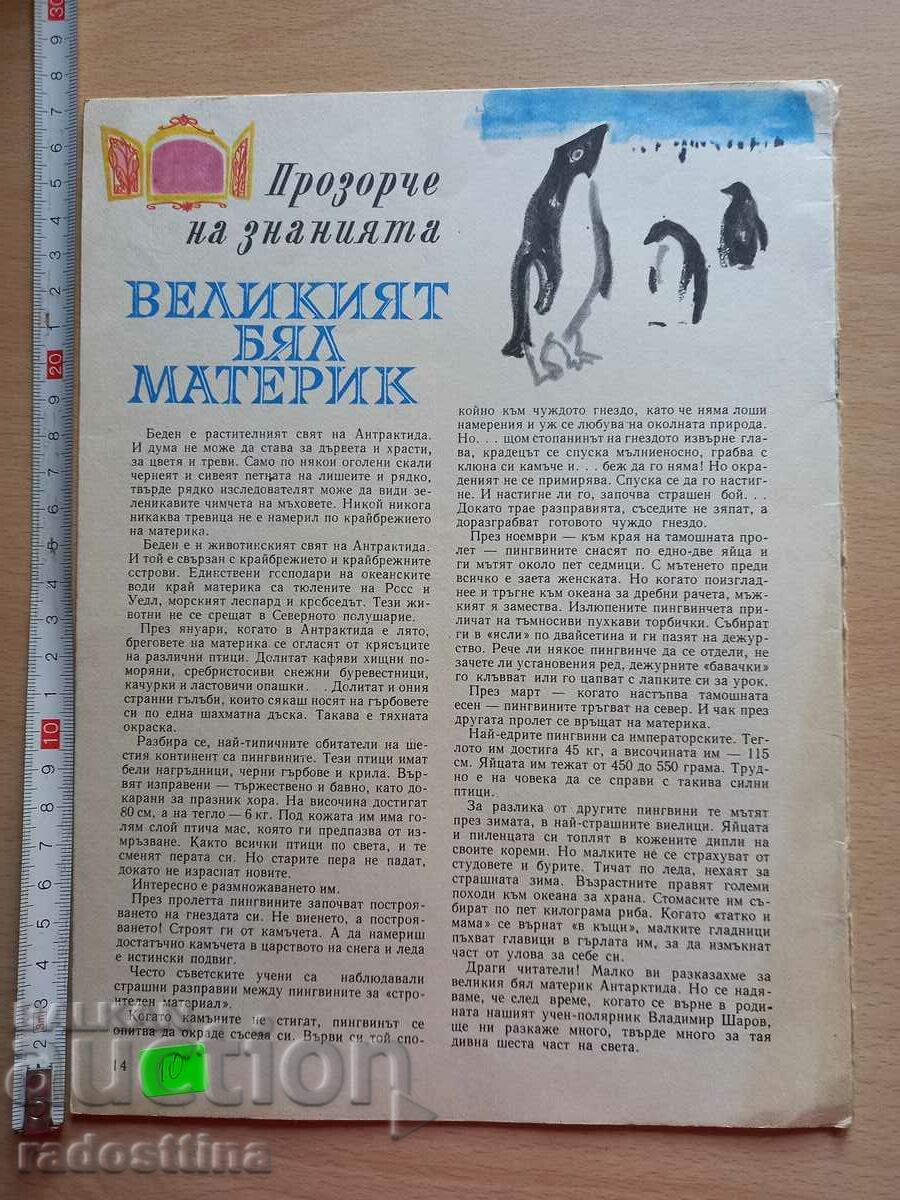 Прозорче
на знанията
ВЕЛИКИЯТ
БЯЛ
МАТЕРИК
Беден е растителният свят на Антрактида.
И дума не може да става за дървета и храсти,
за цветя и треви. Само по някои оголени скали
чернеят и сивеят петната на лишеите и рядко,
твърде рядко изследователят може да види зе-
леникавите чимчета на мъховете. Никой никога
никаква тревица не е намерил по крайбрежието
на материка.
Беден е и животинският свят на Антрактида.
И той е свързан с крайбрежието и крайбрежните
острови. Единствени господари на океанските
води край материка са тюлените на Росс и
Уедл, морският леопард и крабоедът. Тези жи-
вотни не се срещат в Северното полушарие.
През януари, когато в Антрактида е лято,
бреговете на материка се огласят от крясъците
на различни птици. Долитат кафяви хищни по-
моряни, сребристосиви снежни буревестници,
качурки и ластовичи опашки. . . Долитат и ония
странни гълъби, които сякаш носят на гърбовете
си по една шахматна дъска. Такава е тяхната
окраска.
Разбира се, най-типичните обитатели на ше-
стия континент са пингвините. Тези птици имат
бели нагръдници, черни гърбове и крила. Вър-
вят изправени — тържествено и бавно, като до-
карани за празник хора. На височина достигат
80 см, а на тегло — 6 кг. Под кожата им има го-
лям слой птича мас, която ги предпазва от из-
мръзване. Както всички птици по света, и те
сменят перата си. Но старите пера не падат,
докато не израснат новите.
Интересно е размножаването им.
През пролетта пингвините започват построя-
ването на гнездата си. Не виенето, а построя-
ването! Строят ги от камъчета. А да намериш
достатъчно камъчета в царството на снега и леда
е истински подвиг.
Често съветските учени са наблюдавали
страшни разправии между пингвините за «стро-
ителен материал».
Когато камъните не стигат, пингвинът се
опитва да окраде съседа си. Върви си той спо-
14
койно към чуждото гнездо, като че няма лоши
намерения и уж се любува на околната природа.
Но. . . щом стопанинът на гнездото извърне гла-
ва, крадецът се спуска мълниеносно, грабва с
клюна си камъче и. . . беж да го няма! Но окра-
деният не се примирява. Спуска се да го настиг-
не. И настигне ли го, започва страшен бой. . .
Докато трае разправията, съседите не зяпат, а
доразграбват готовото чуждо гнездо.
През ноември — към края на тамошната про-
лет — пингвините снасят по едно-две яйца и
ги мътят около пет седмици. С мътенето преди
всичко е заета женската. Но когато поизглад-
нее и тръгне към океана за дребни рачета, мъж-
кият я замества. Излюпените пингвинчета при-
личат на тъмносиви пухкави торбички. Събират
ги в «ясли» по двайсетина и ги пазят на дежур-
ство. Рече ли някое пингвинче да се отдели, не
зачете ли установения ред, дежурните «бавачки»
го клъвват или го цапват с лапките си за урок.
През март — когато настъпва тамошната
есен — пингвините тръгват на север. И чак през
другата пролет се връщат на материка.
Най-едрите пингвини са императорските. Тег-
лото им достига 45 кг, а височината им — 115
см. Яйцата им тежат от 450 до 550 грама. Труд-
но е на човека да се справи с такива силни
птици.
За разлика от другите пингвини те мътят
през зимата, в най-страшните виелици. Яйцата
и пиленцата си топлят в кожените дипли на
своите кореми. Но малките не се страхуват от
студовете и бурите. Тичат по леда, нехаят за
страшната зима. Възрастните правят големи
походи към океана за храна. Стомасите им съ-
бират по пет килограма риба. Когато «татко и
мама» се върнат «в къщи», малките гладници
пъхват главици в гърлата им, за да измъкнат
част от улова за себе си.
Драги читатели! Малко ви разказахме за
великия бял материк Антарктида. Но се надя-
ваме, че след време, когато се върне в роди-
ната нашият учен-полярник Владимир Шаров,
ще ни разкаже много, твърде много за тая
дивна шеста част на света.
10
auction
radosttina